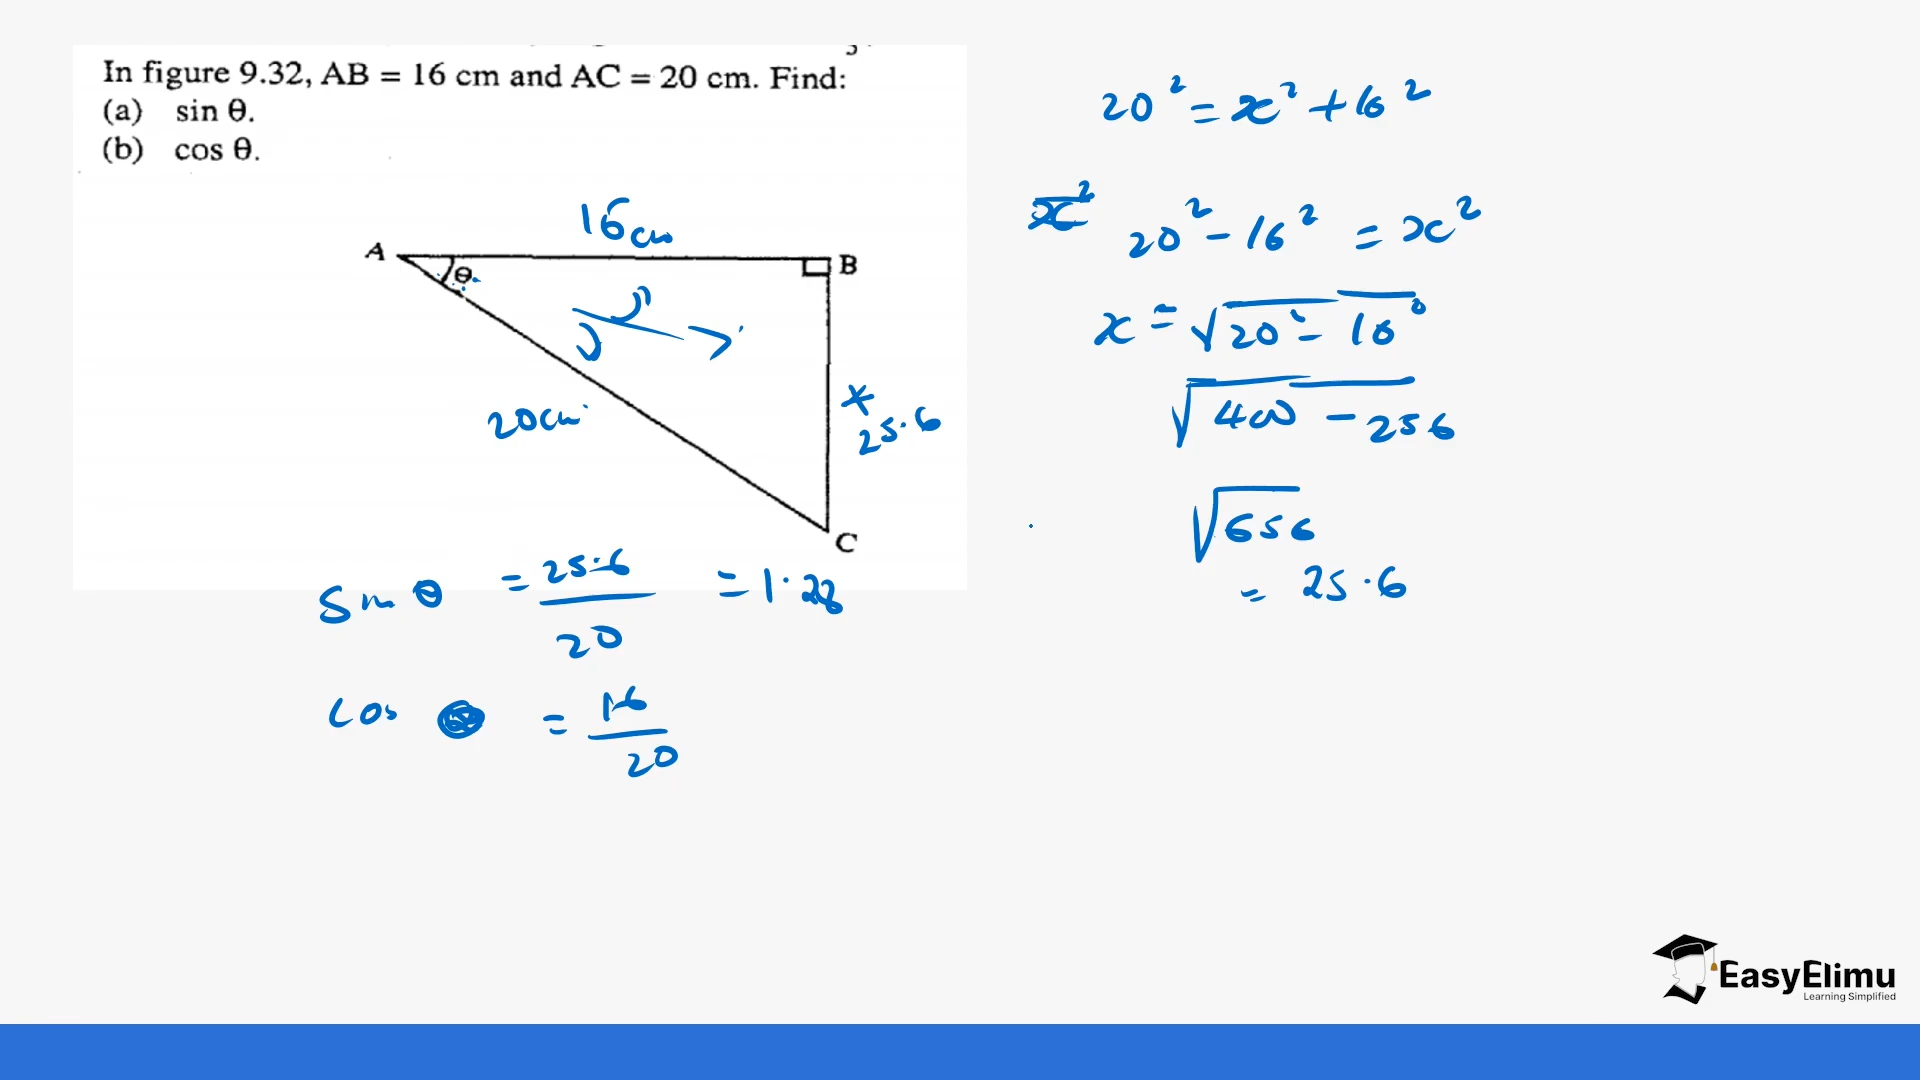 In figure 9.32, AB = 16 cm and AC = 20 cm. Find:
(a) sin θ.
(b) cos θ.
16cm
A
θ
B
20cm
x
25.6
C
sin θ = 25.6/20 = 1.28
cos θ = 16/20
20² = x² + 16²
x² 20² - 16² = x²
x = √20² - 16²
√400 - 256
√656
= 25.6
EasyElimu
Learning Simplified